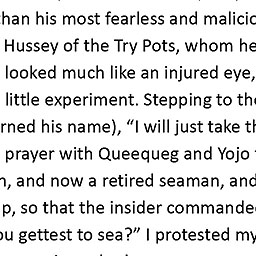 than his most fearless and malicio
Hussey of the Try Pots, whom he
looked much like an injured eye,
little experiment. Stepping to the
rned his name), “I will just take th
prayer with Queequeg and Yojo
, and now a retired seaman, and
p, so that the insider commande
ou gettest to sea?” I protested my